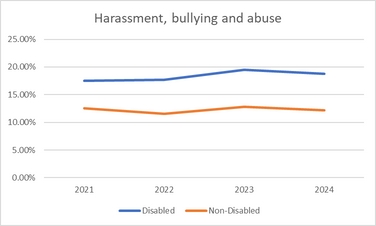 Harassment, bullying and abuse
25.00%
20.00%
15.00%
10.00%
5.00%
0.00%
2021 2022 2023 2024
Disabled Non-Disabled